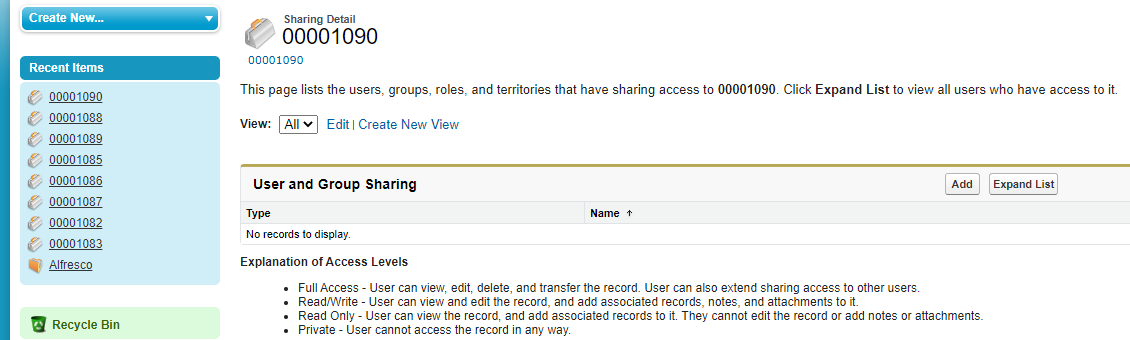 Create New...
Recent Items
00001090
00001088
00001089
00001085
00001086
00001087
00001082
00001083
Alfresco
Recycle Bin
Sharing Detail
00001090
00001090
This page lists the users, groups, roles, and territories that have sharing access to 00001090. Click Expand List to view all users who have access to it.
View: All Edit | Create New View
User and Group Sharing Add Expand List
Type Name ↑
No records to display.
Explanation of Access Levels
• Full Access - User can view, edit, delete, and transfer the record. User can also extend sharing access to other users.
• Read/Write - User can view and edit the record, and add associated records, notes, and attachments to it.
• Read Only - User can view the record, and add associated records to it. They cannot edit the record or add notes or attachments.
• Private - User cannot access the record in any way.